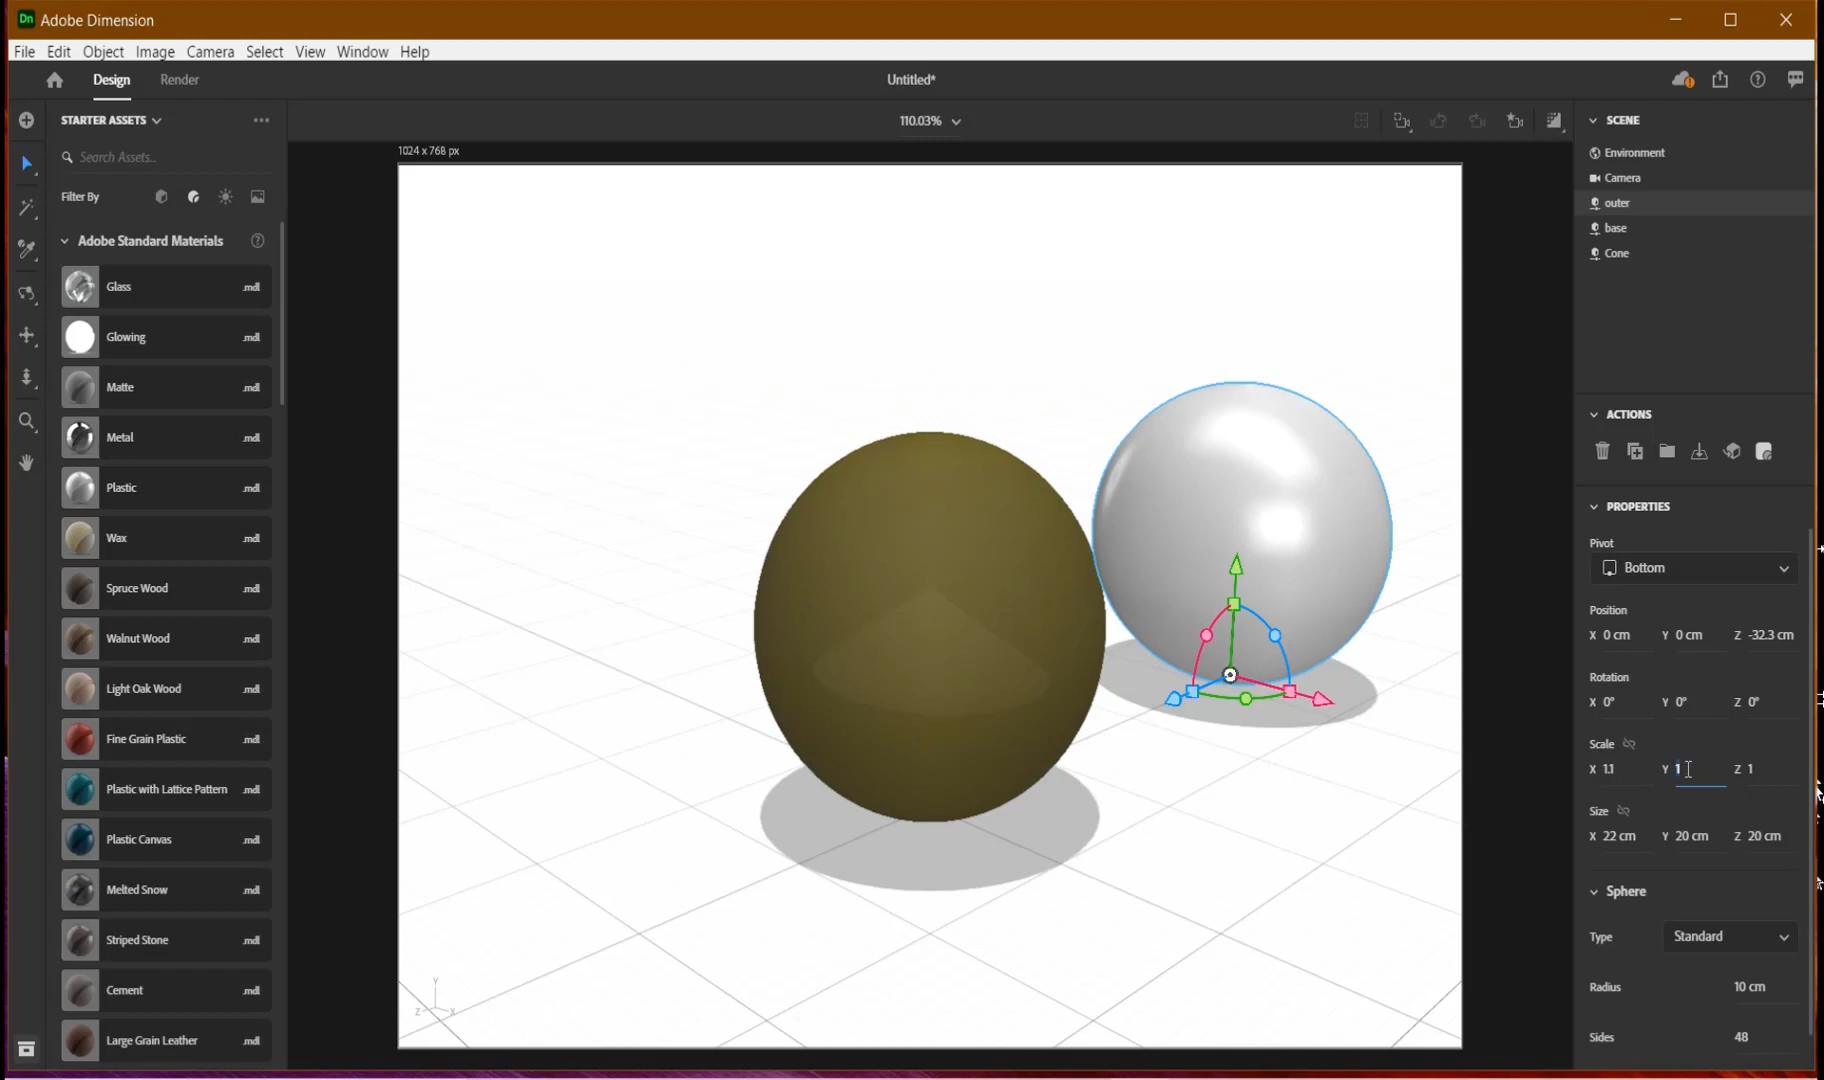 Dn Adobe Dimension
File Edit Object Image Camera Select View Window Help
Design Render Untitled*
STARTER ASSETS
Search Assets...
Filter By
Adobe Standard Materials
Glass .mdl
Glowing .mdl
Matte .mdl
Metal .mdl
Plastic .mdl
Wax .mdl
Spruce Wood .mdl
Walnut Wood .mdl
Light Oak Wood .mdl
Fine Grain Plastic .mdl
Plastic with Lattice Pattern .mdl
Plastic Canvas .mdl
Melted Snow .mdl
Striped Stone .mdl
Cement .mdl
Large Grain Leather .mdl
110.03%
1024 x 768 px
Y
Z X
SCENE
Environment
Camera
outer
base
Cone
ACTIONS
PROPERTIES
Pivot
Bottom
Position
X 0 cm Y 0 cm Z -32.3 cm
Rotation
X 0° Y 0° Z 0°
Scale
X 1.1 Y 1 Z 1
Size
X 22 cm Y 20 cm Z 20 cm
Sphere
Type Standard
Radius 10 cm
Sides 48